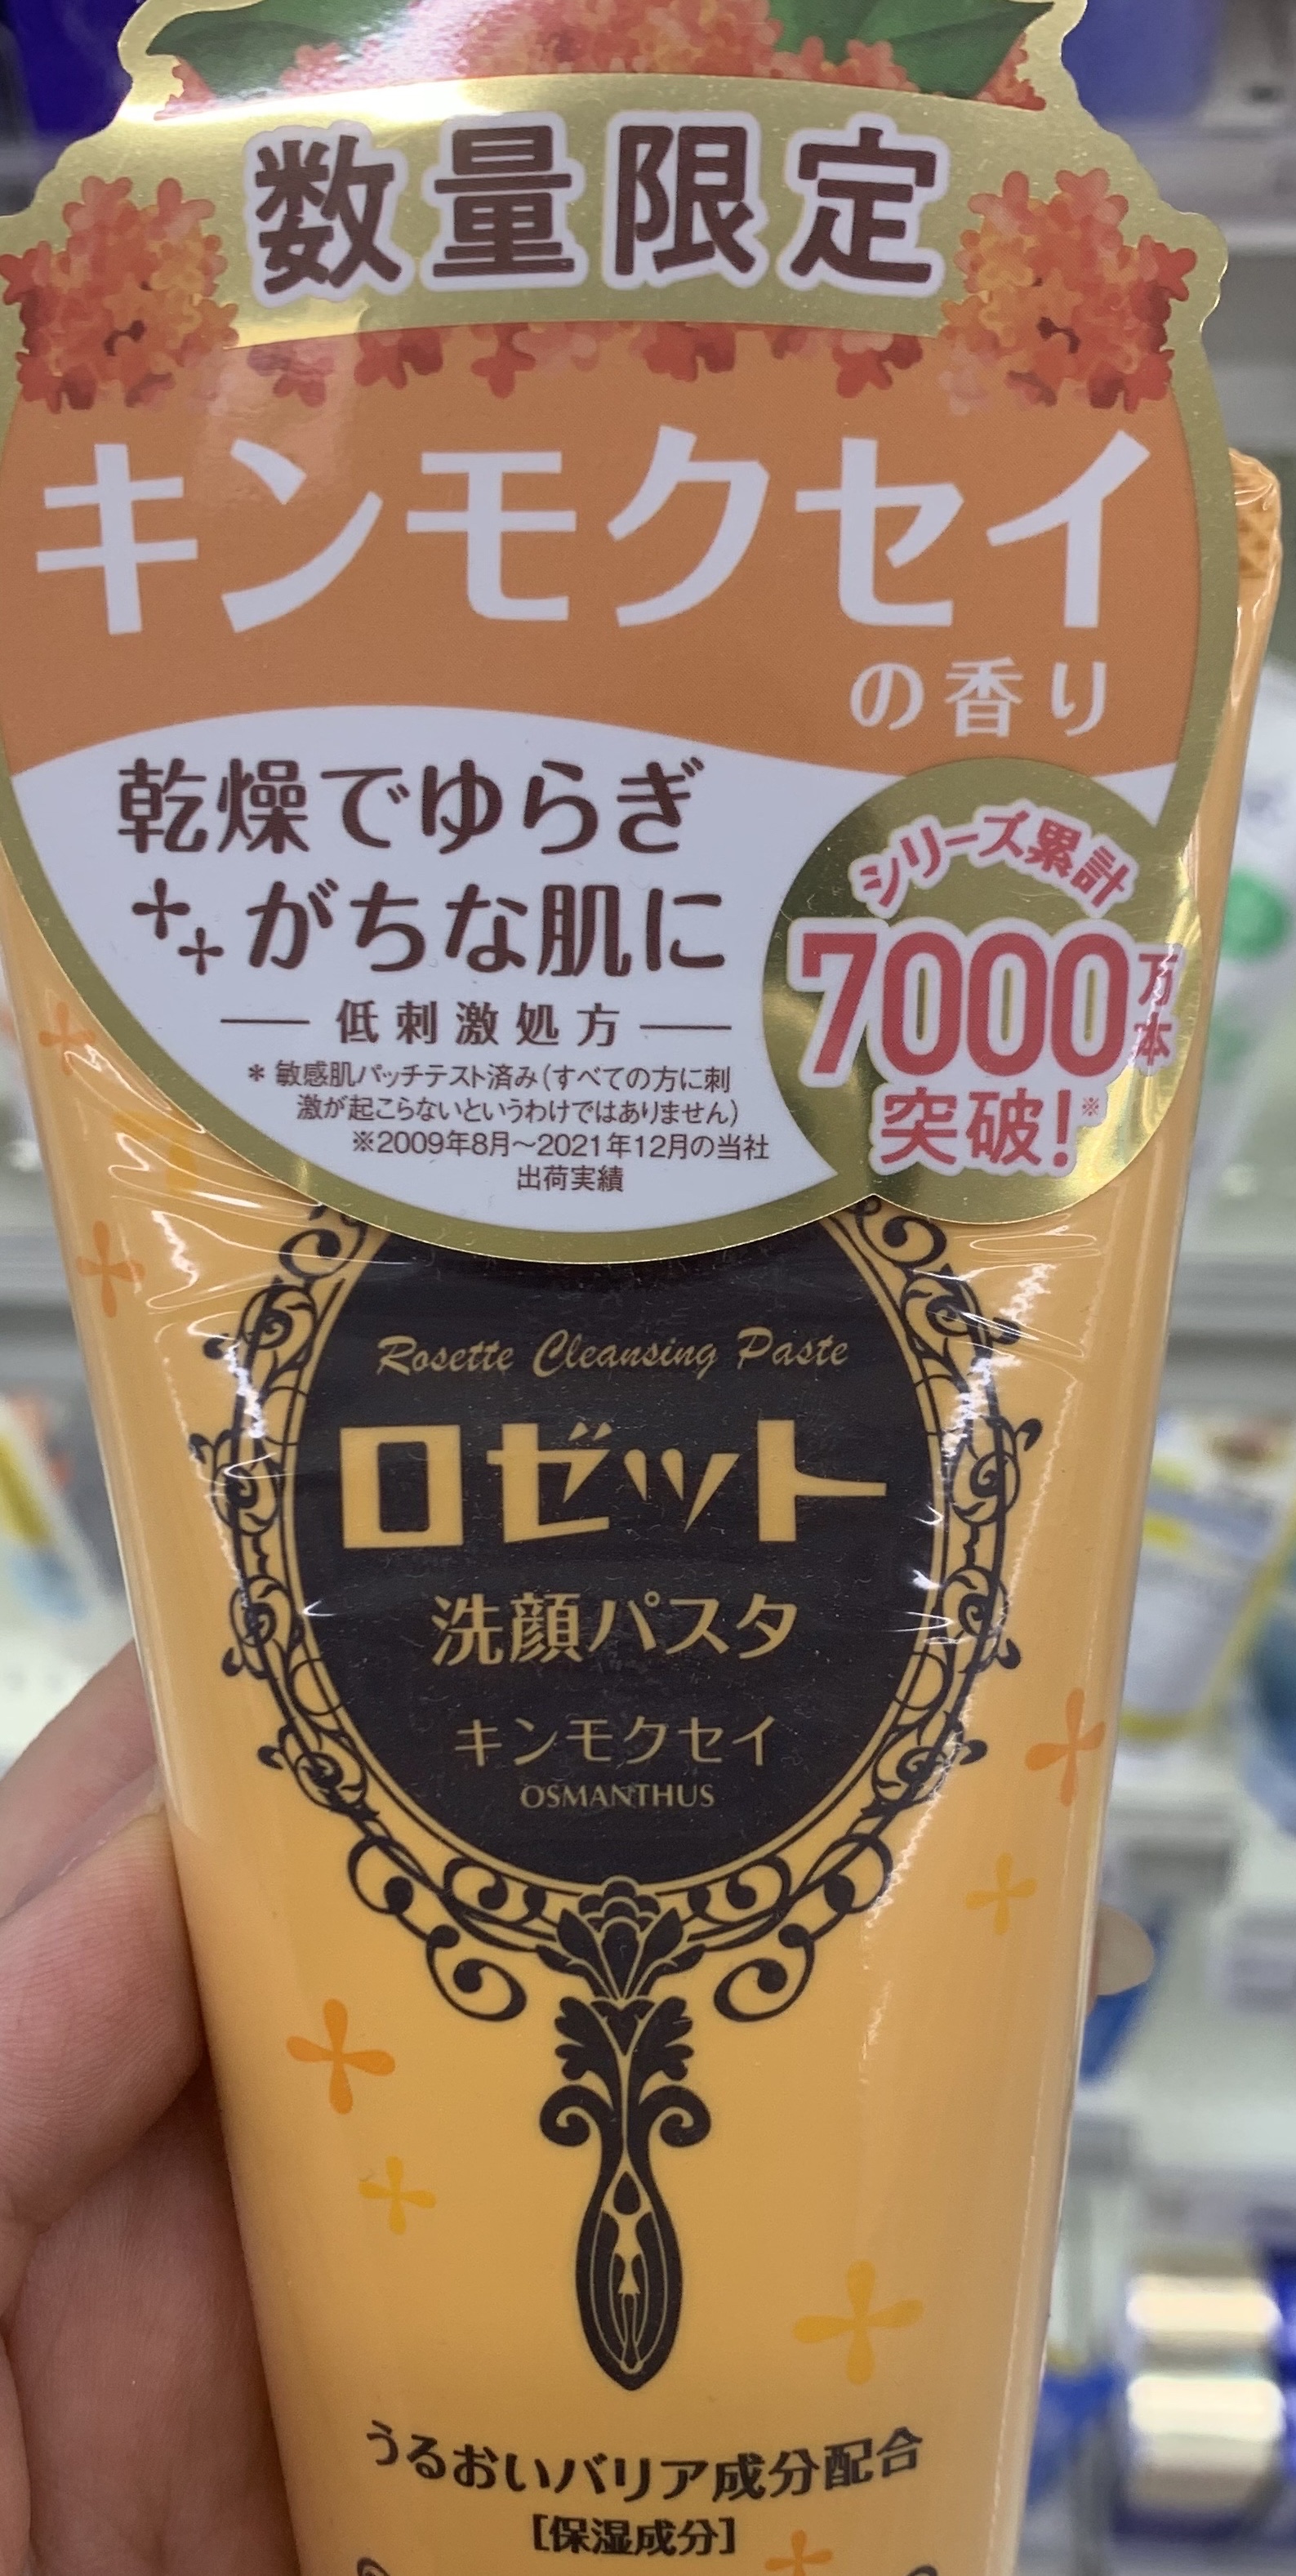 数量限定
キンモクセイ
の香り
乾燥でゆらぎ
がちな肌に
低刺激処方
＊敏感肌パッチテスト済み(すべての方に刺
激が起こらないというわけではありません)
※2009年8月～2021年12月の当社
出荷実績
シリーズ累計
7000万本
突破!※
Rosette Cleansing Paste
ロゼット
洗顔パスタ
キンモクセイ
OSMANTHUS
うるおいバリア成分配合
[保湿成分]